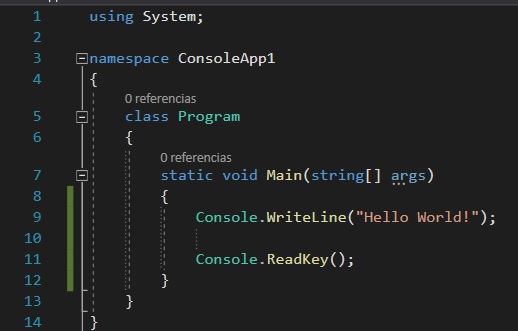 1 using System;
2
3 namespace ConsoleApp1
4 {
0 referencias
5 class Program
6 {
0 referencias
7 static void Main(string[] args)
8 {
9 Console.WriteLine("Hello World!");
10
11 Console.ReadKey();
12 }
13 }
14 }